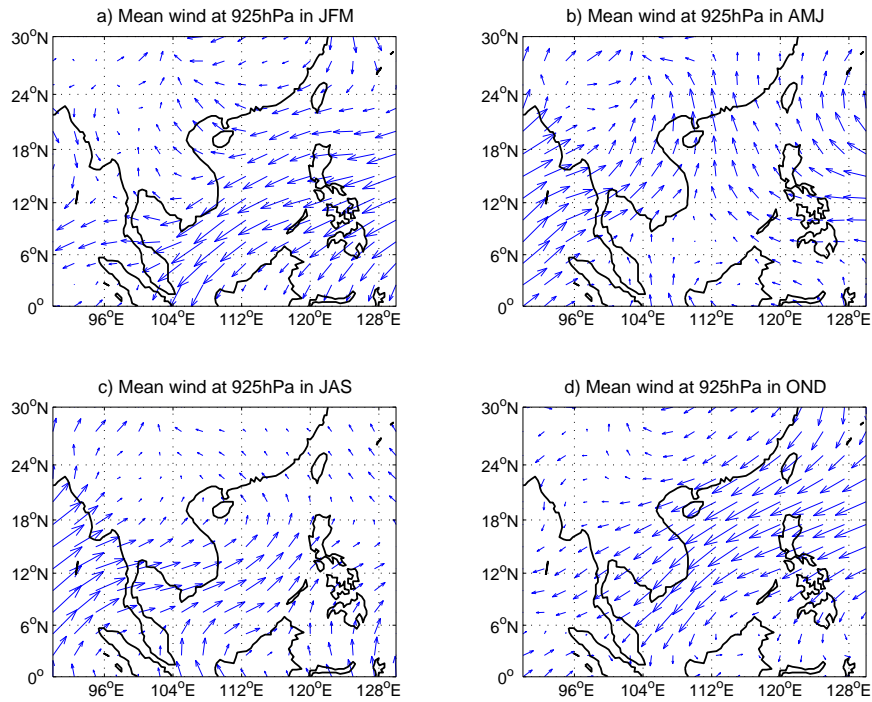 a) Mean wind at 925hPa in JFM
30°N
24°N
18°N
12°N
6°N
0°
96°E 104°E 112°E 120°E 128°E
b) Mean wind at 925hPa in AMJ
30°N
24°N
18°N
12°N
6°N
0°
96°E 104°E 112°E 120°E 128°E
c) Mean wind at 925hPa in JAS
30°N
24°N
18°N
12°N
6°N
0°
96°E 104°E 112°E 120°E 128°E
d) Mean wind at 925hPa in OND
30°N
24°N
18°N
12°N
6°N
0°
96°E 104°E 112°E 120°E 128°E